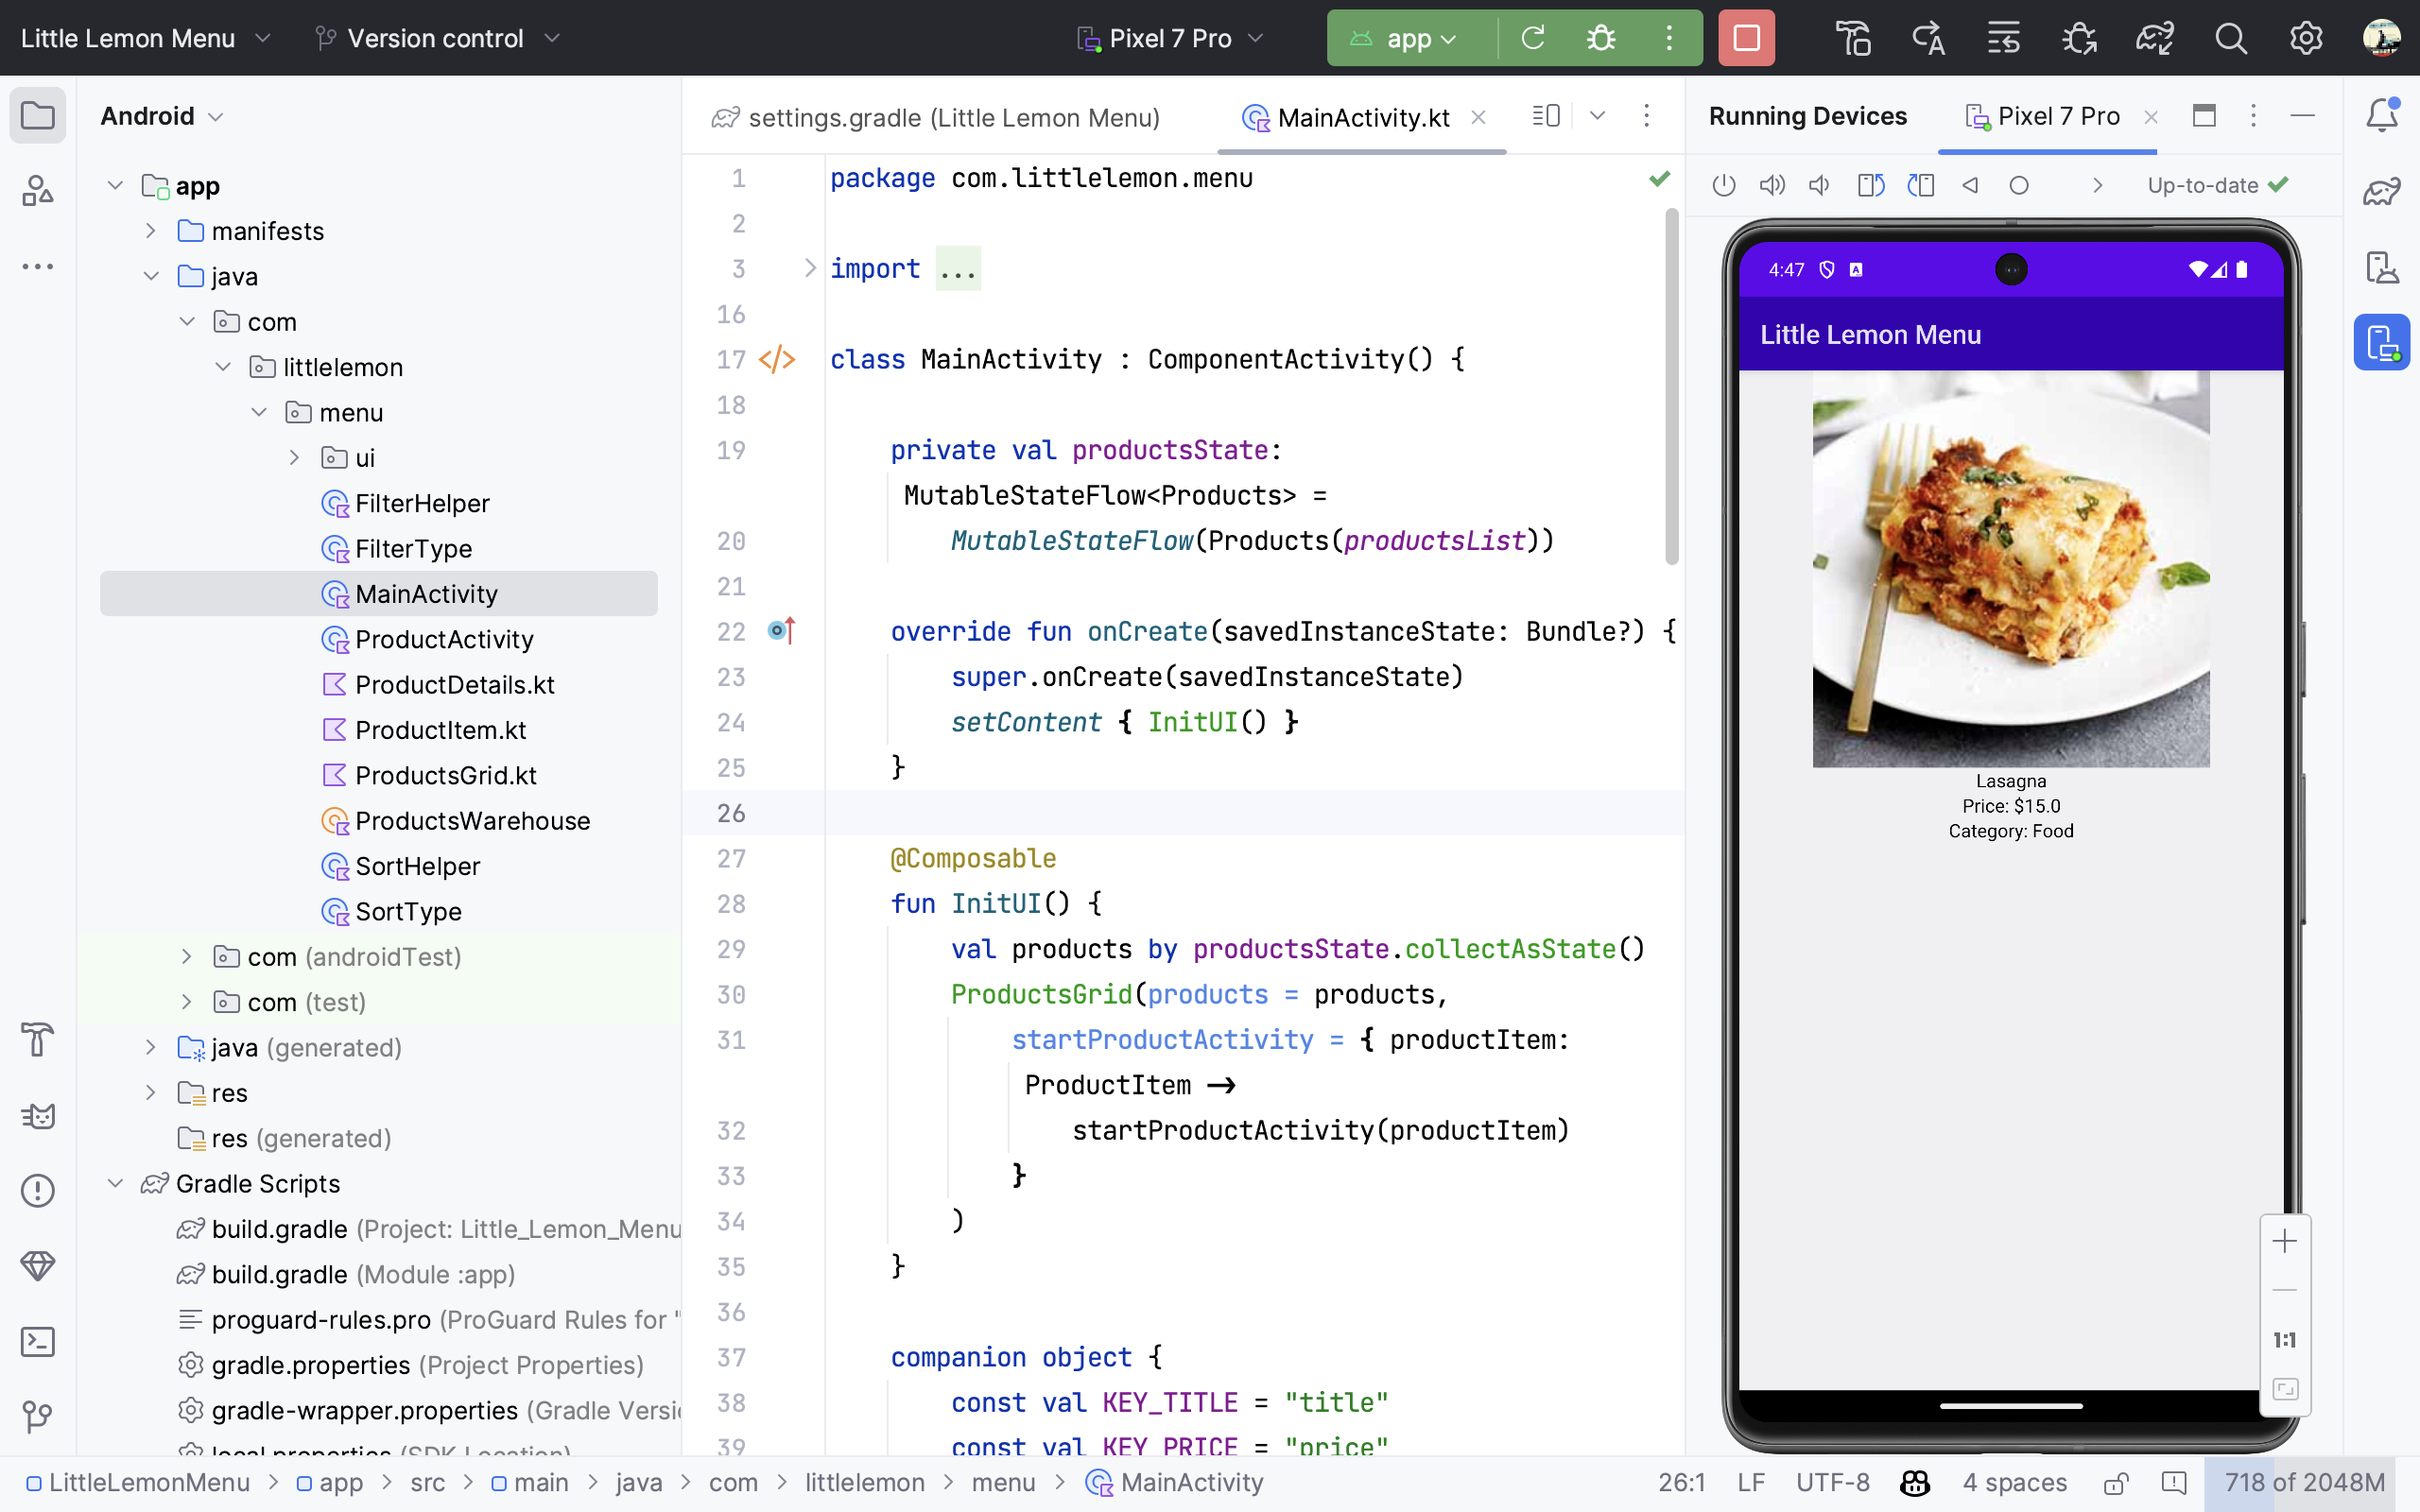 Little Lemon Menu
Version control
Pixel 7 Pro
app
Android
app
manifests
java
com
littlelemon
menu
ui
FilterHelper
FilterType
MainActivity
ProductActivity
ProductDetails.kt
ProductItem.kt
ProductsGrid.kt
ProductsWarehouse
SortHelper
SortType
com (androidTest)
com (test)
java (generated)
res
res (generated)
Gradle Scripts
build.gradle (Project: Little_Lemon_Menu
build.gradle (Module :app)
proguard-rules.pro (ProGuard Rules for "
gradle.properties (Project Properties)
gradle-wrapper.properties (Gradle Versi
local.properties (SDK Location)
settings.gradle (Little Lemon Menu)
MainActivity.kt
1 package com.littlelemon.menu
2
3 import ...
16
17 class MainActivity : ComponentActivity() {
18
19 private val productsState:
MutableStateFlow<Products> =
20 MutableStateFlow(Products(productsList))
21
22 override fun onCreate(savedInstanceState: Bundle?) {
23 super.onCreate(savedInstanceState)
24 setContent { InitUI() }
25 }
26
27 @Composable
28 fun InitUI() {
29 val products by productsState.collectAsState()
30 ProductsGrid(products = products,
31 startProductActivity = { productItem:
ProductItem ->
32 startProductActivity(productItem)
33 }
34 )
35 }
36
37 companion object {
38 const val KEY_TITLE = "title"
39 const val KEY_PRICE = "price"
Running Devices
Pixel 7 Pro
Up-to-date
4:47
Little Lemon Menu
Lasagna
Price: $15.0
Category: Food
1:1
LittleLemonMenu > app > src > main > java > com > littlelemon > menu > MainActivity
26:1 LF UTF-8 4 spaces 718 of 2048M